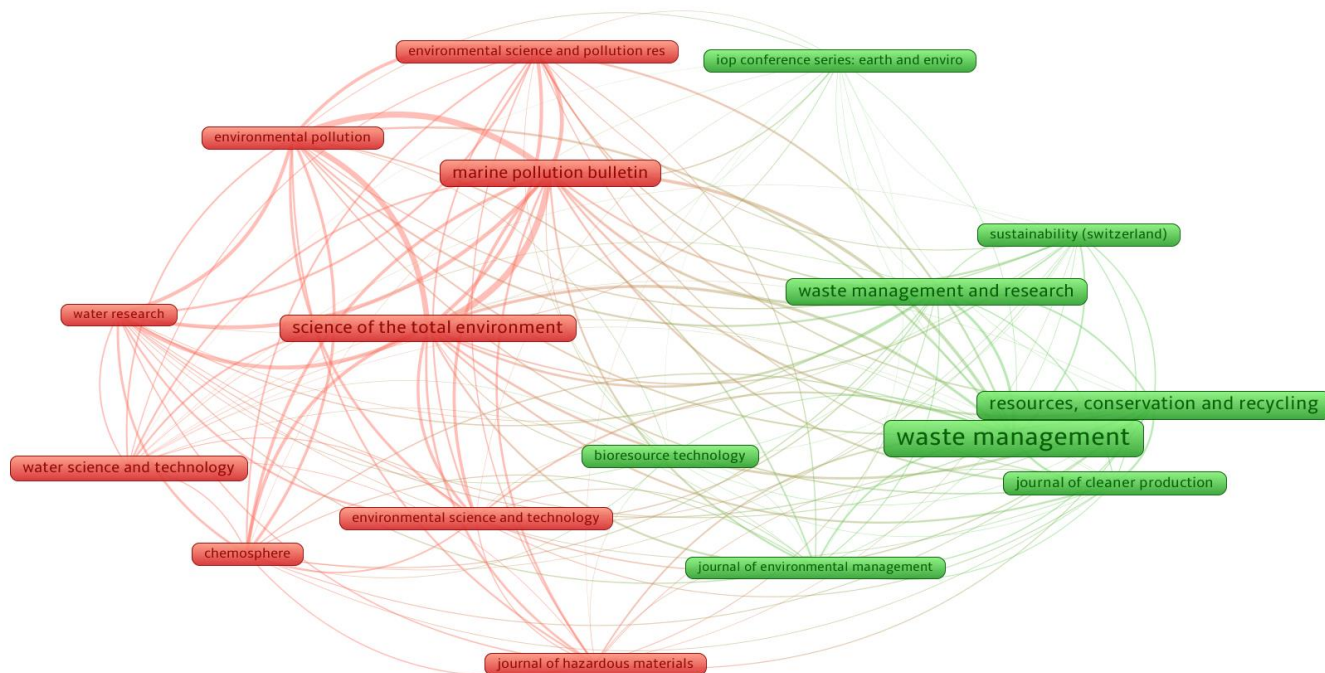 environmental science and pollution res
iop conference series: earth and enviro
environmental pollution
marine pollution bulletin
sustainability (switzerland)
waste management and research
water research
science of the total environment
resources, conservation and recycling
waste management
bioresource technology
water science and technology
journal of cleaner production
environmental science and technology
chemosphere
journal of environmental management
journal of hazardous materials